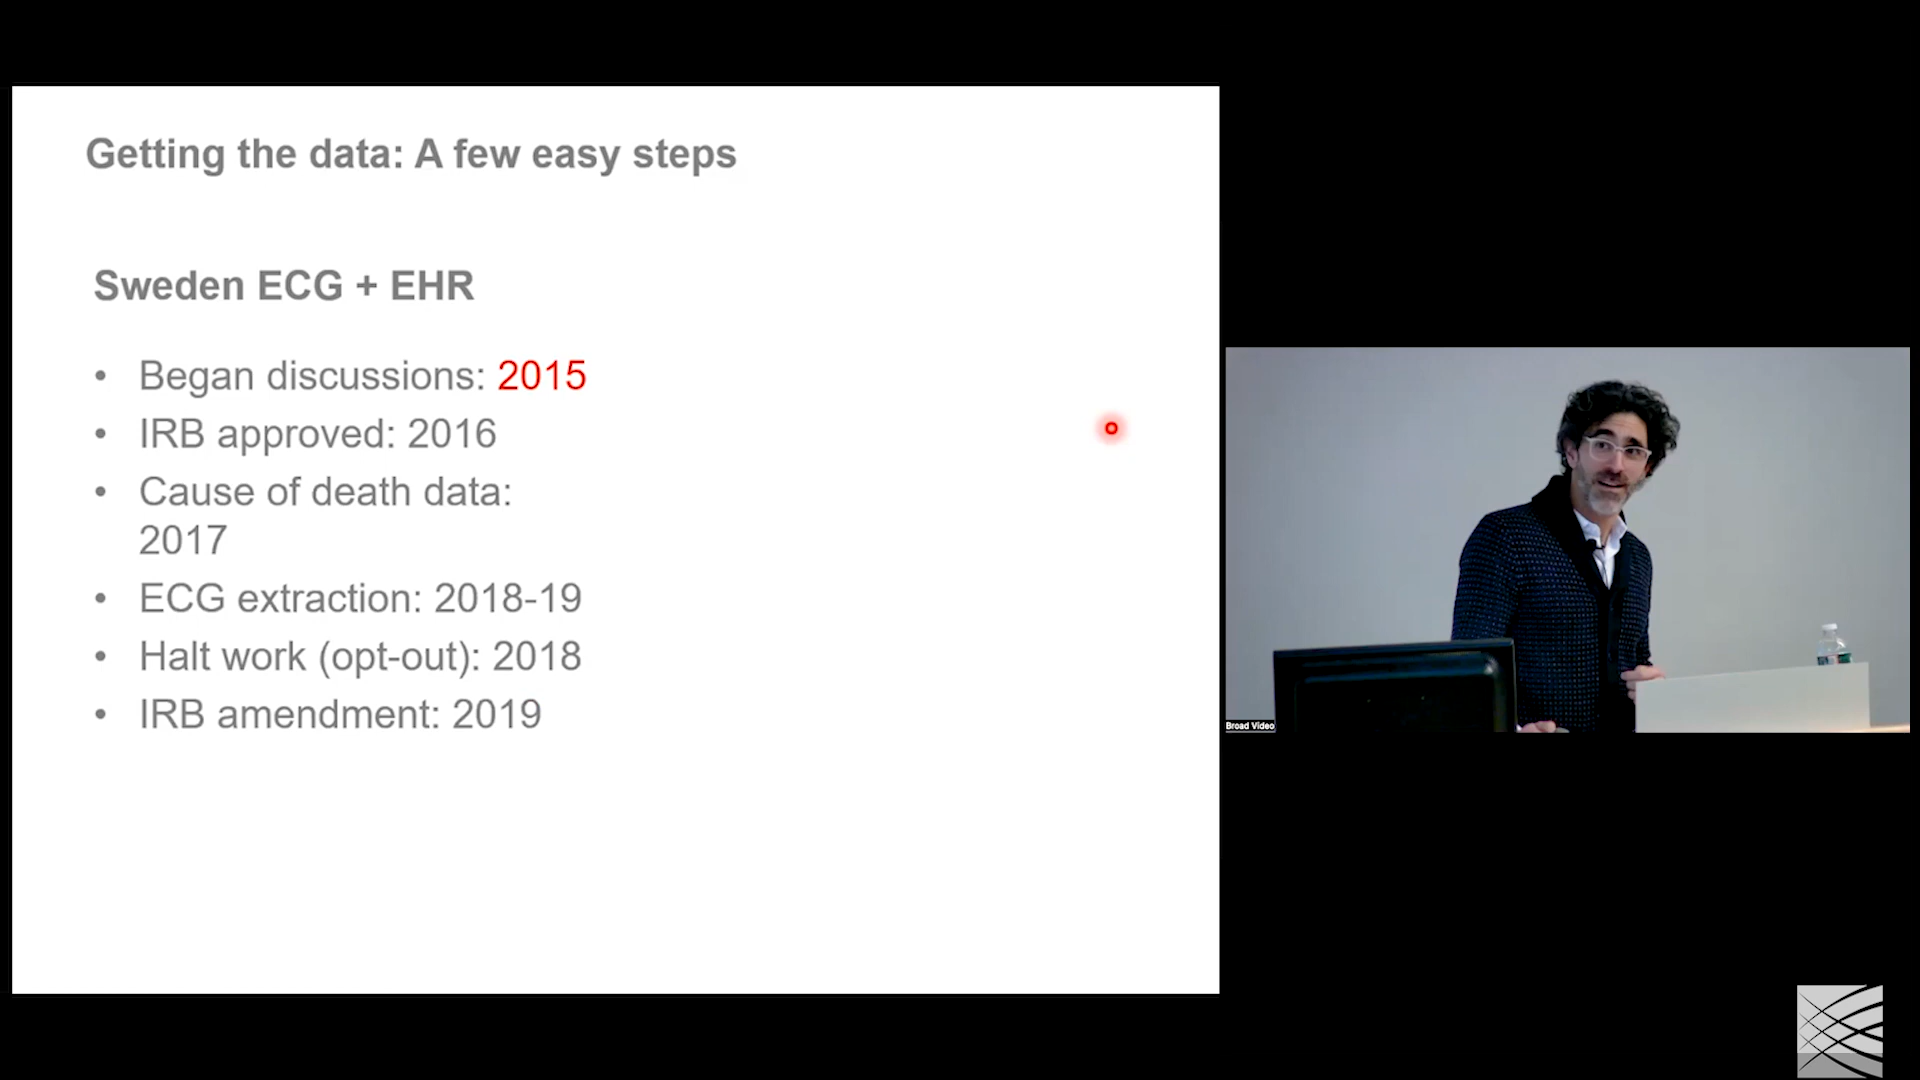 Getting the data: A few easy steps
Sweden ECG + EHR
• Began discussions: 2015
• IRB approved: 2016
• Cause of death data:
2017
• ECG extraction: 2018-19
• Halt work (opt-out): 2018
• IRB amendment: 2019
Broad Video